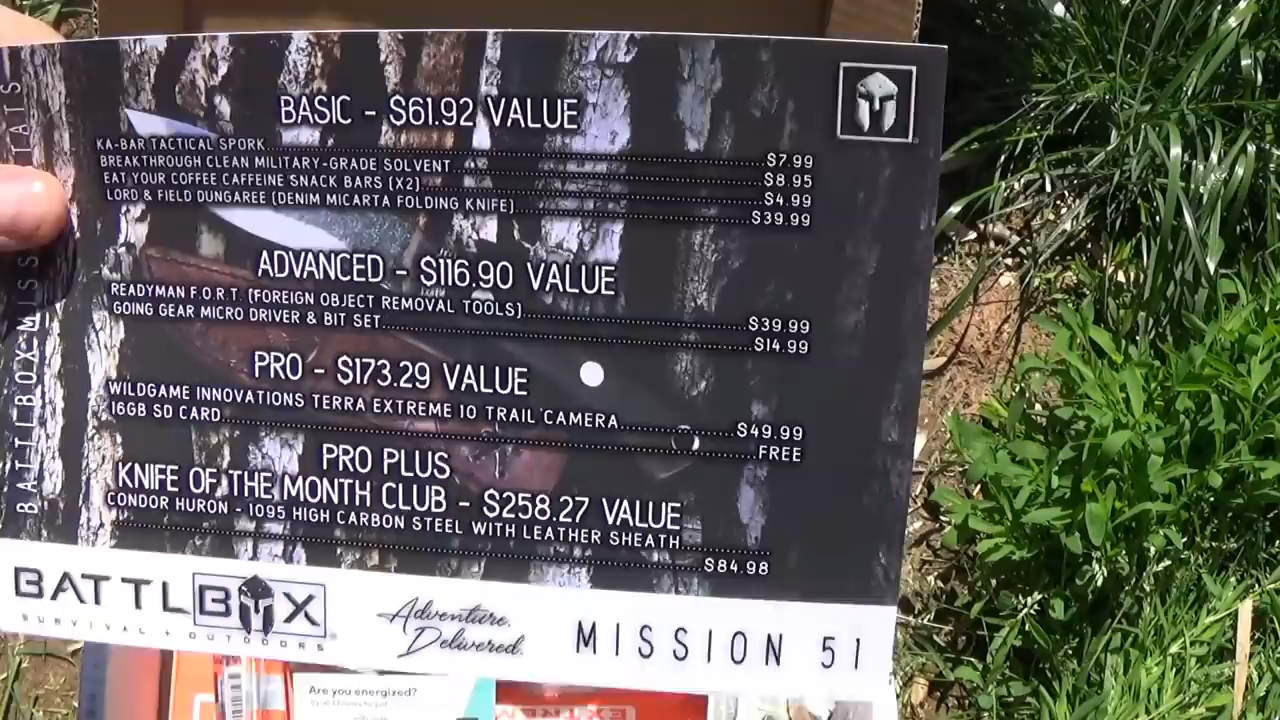 BASIC - $61.92 VALUE
KA-BAR TACTICAL SPORK $7.99
BREAKTHROUGH CLEAN MILITARY-GRADE SOLVENT $8.95
EAT YOUR COFFEE CAFFEINE SNACK BARS (X2) $4.99
LORD & FIELD DUNGAREE (DENIM MICARTA FOLDING KNIFE) $39.99
ADVANCED - $116.90 VALUE
READYMAN F.O.R.T. (FOREIGN OBJECT REMOVAL TOOLS) $39.99
GOING GEAR MICRO DRIVER & BIT SET $14.99
PRO - $173.29 VALUE
WILDGAME INNOVATIONS TERRA EXTREME 10 TRAIL CAMERA $49.99
16GB SD CARD FREE
PRO PLUS
KNIFE OF THE MONTH CLUB - $258.27 VALUE
CONDOR HURON - 1095 HIGH CARBON STEEL WITH LEATHER SHEATH
$84.98
BATTLBOX
SURVIVAL + OUTDOORS
Adventure.
Delivered.
MISSION 51
BATTLBOX MISS
Are you energized?